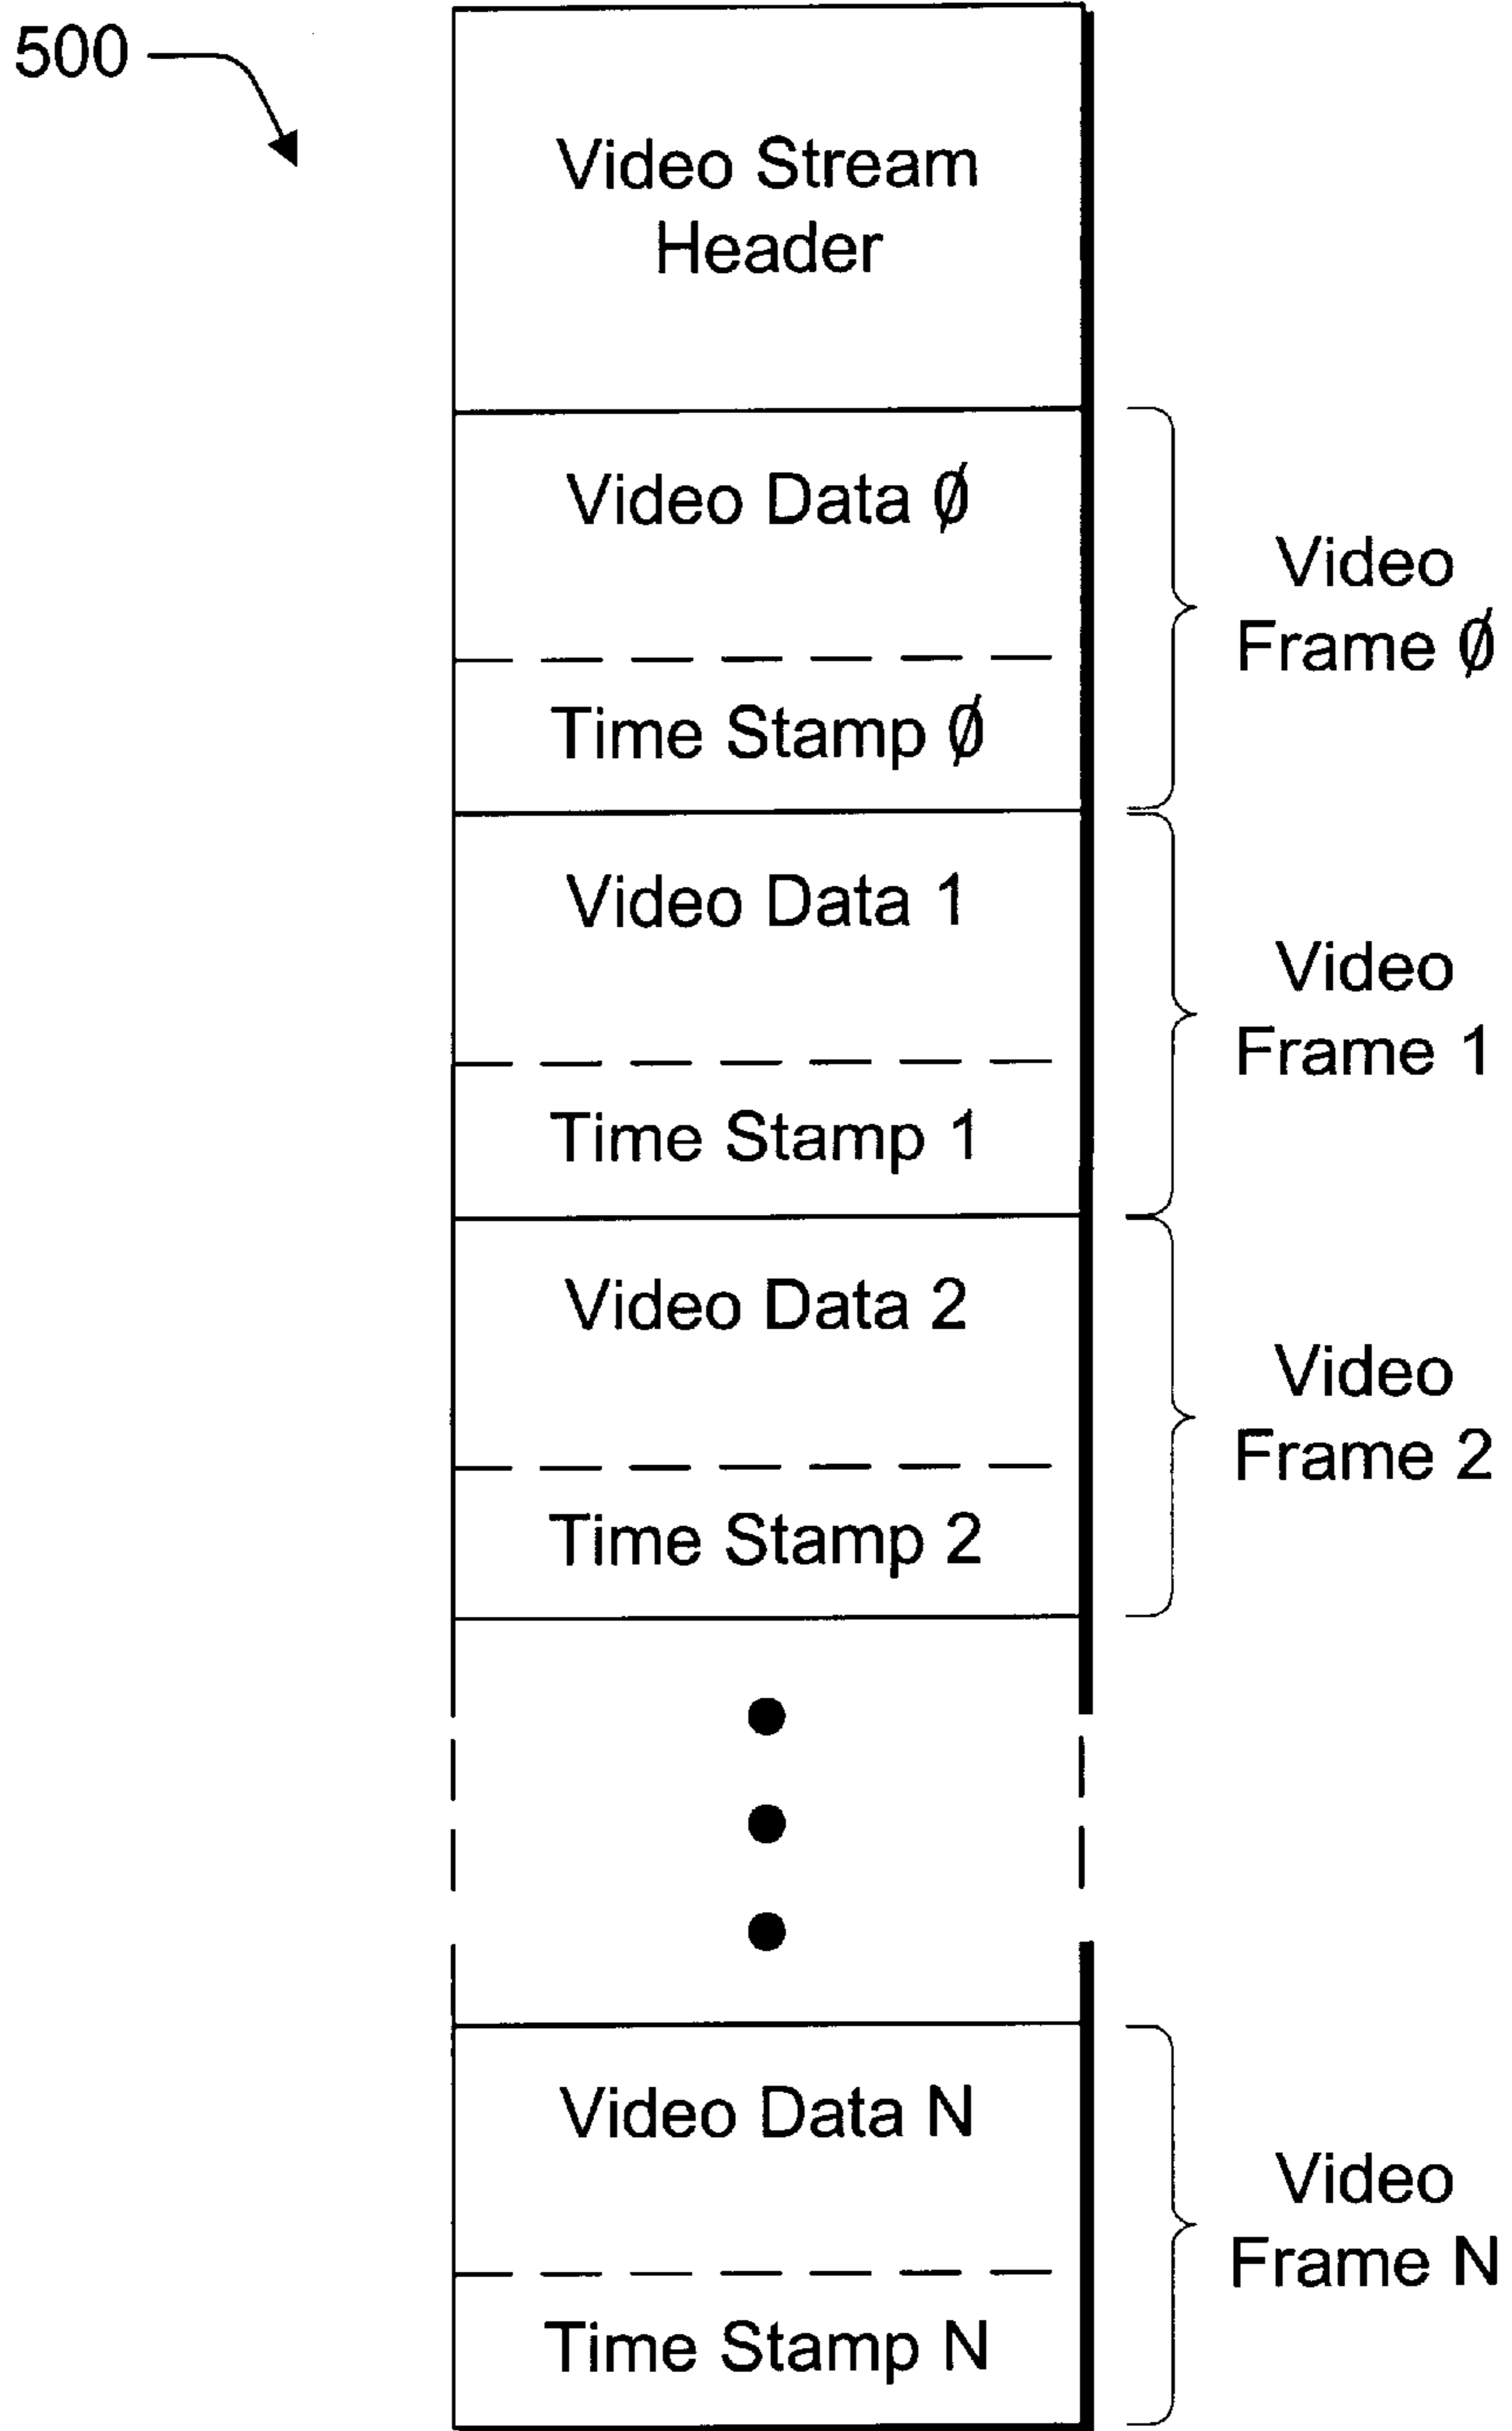 500
Video Stream
Header
Video Data Ø
Time Stamp Ø
Video
Frame Ø
Video Data 1
Time Stamp 1
Video
Frame 1
Video Data 2
Time Stamp 2
Video
Frame 2
Video Data N
Time Stamp N
Video
Frame N